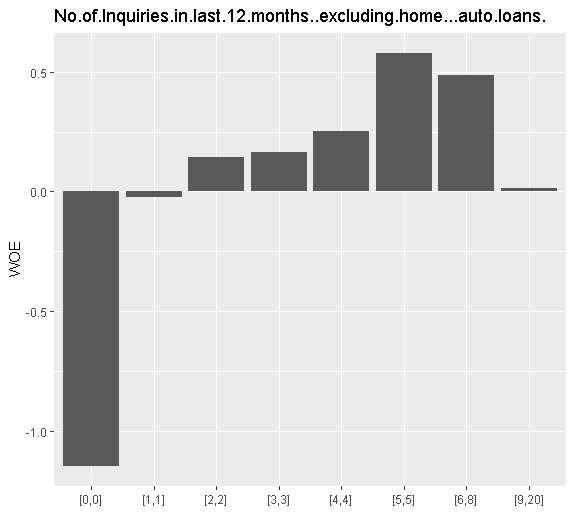 No.of.Inquiries.in.last.12.months..excluding.home...auto.loans.
0.5
0.0
-0.5
-1.0
WOE
[0,0] [1,1] [2,2] [3,3] [4,4] [5,5] [6,8] [9,20]